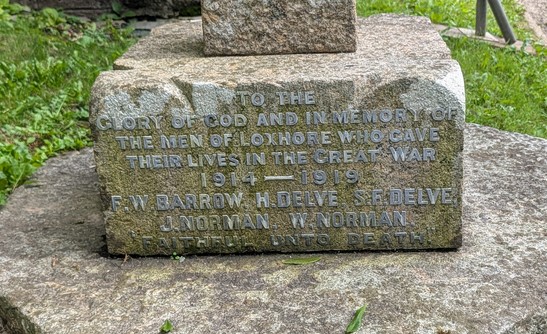 TO THE
GLORY OF GOD AND IN MEMORY OF
THE MEN OF LOXHORE WHO GAVE
THEIR LIVES IN THE GREAT WAR
1914 — 1919
F.W. BARROW. H. DELVE. S.E. DELVE.
J. NORMAN. W. NORMAN.
FAITHFUL UNTO DEATH.